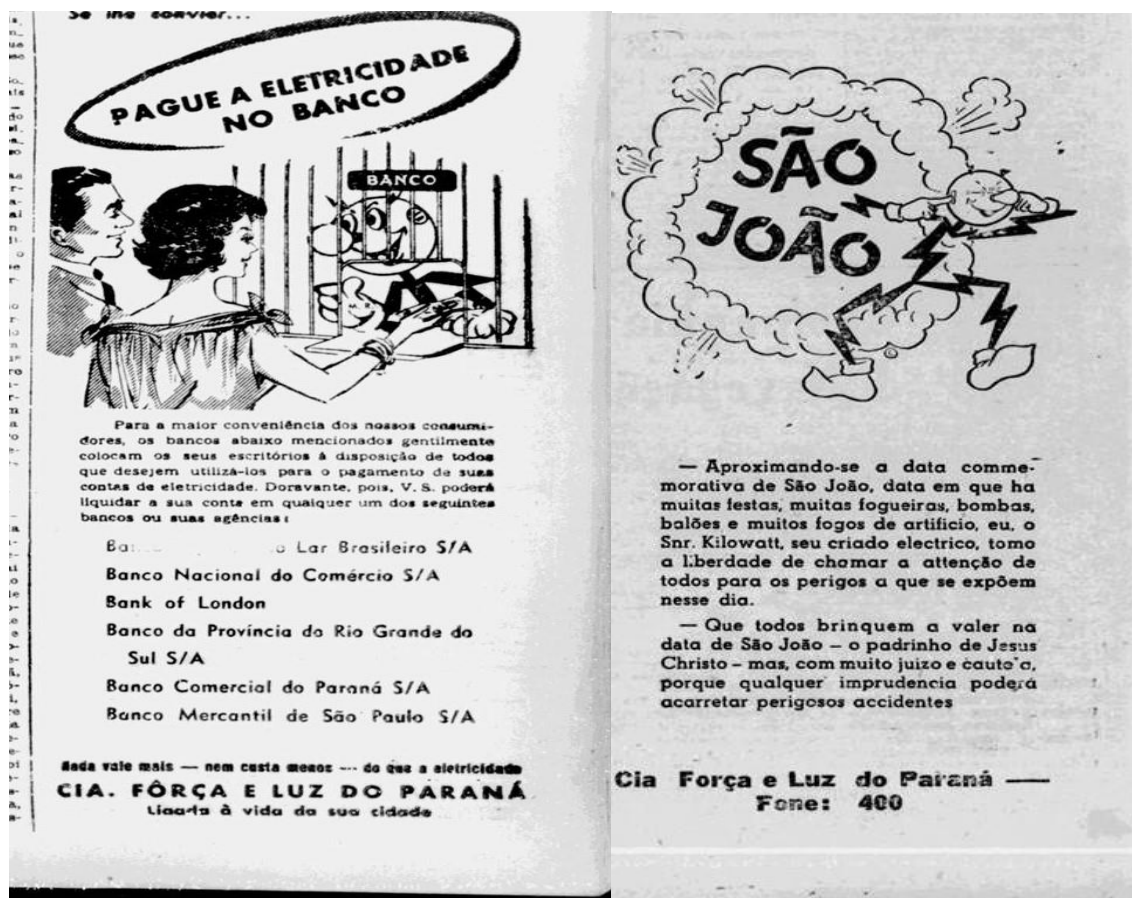 Se lhe convier...
PAGUE A ELETRICIDADE
NO BANCO
BANCO
Para a maior conveniência dos nossos consumi-
dores, os bancos abaixo mencionados gentilmente
colocam os seus escritórios à disposição de todos
que desejem utilizá-los para o pagamento de suas
contas de eletricidade. Doravante, pois, V. S. poderá
liquidar a sua conta em qualquer um dos seguintes
bancos ou suas agências:
Lar Brasileiro S/A
Banco Nacional do Comércio S/A
Bank of London
Banco da Província do Rio Grande do
Sul S/A
Banco Comercial do Paraná S/A
Banco Mercantil de São Paulo S/A
Nada vale mais — nem custa menos — do que a eletricidade
CIA. FÔRÇA E LUZ DO PARANÁ
Ligada à vida da sua cidade
SÃO
JOÃO
— Aproximando-se a data comme-
morativa de São João, data em que ha
muitas festas, muitas fogueiras, bombas,
balões e muitos fogos de artificio, eu, o
Snr. Kilowatt, seu criado electrico, tomo
a liberdade de chamar a attenção de
todos para os perigos a que se expõem
nesse dia.
— Que todos brinquem a valer na
data de São João – o padrinho de Jesus
Christo – mas, com muito juizo e cautela,
porque qualquer imprudencia poderá
acarretar perigosos accidentes
Cia Força e Luz do Paraná —
Fone: 400